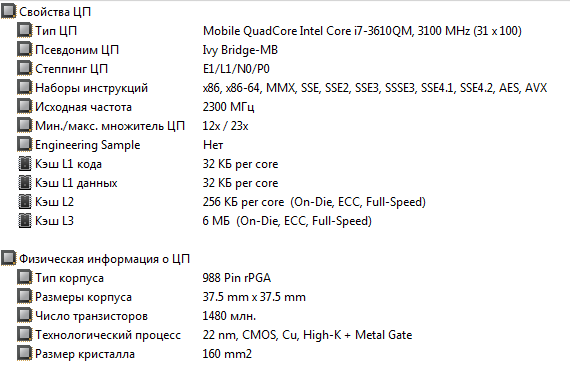 Свойства ЦП
Тип ЦП Mobile QuadCore Intel Core i7-3610QM, 3100 MHz (31 x 100)
Псевдоним ЦП Ivy Bridge-MB
Степпинг ЦП E1/L1/N0/P0
Наборы инструкций x86, x86-64, MMX, SSE, SSE2, SSE3, SSSE3, SSE4.1, SSE4.2, AES, AVX
Исходная частота 2300 МГц
Мин./макс. множитель ЦП 12x / 23x
Engineering Sample Нет
Кэш L1 кода 32 КБ per core
Кэш L1 данных 32 КБ per core
Кэш L2 256 КБ per core (On-Die, ECC, Full-Speed)
Кэш L3 6 МБ (On-Die, ECC, Full-Speed)
Физическая информация о ЦП
Тип корпуса 988 Pin rPGA
Размеры корпуса 37.5 mm x 37.5 mm
Число транзисторов 1480 млн.
Технологический процесс 22 nm, CMOS, Cu, High-K + Metal Gate
Размер кристалла 160 mm2